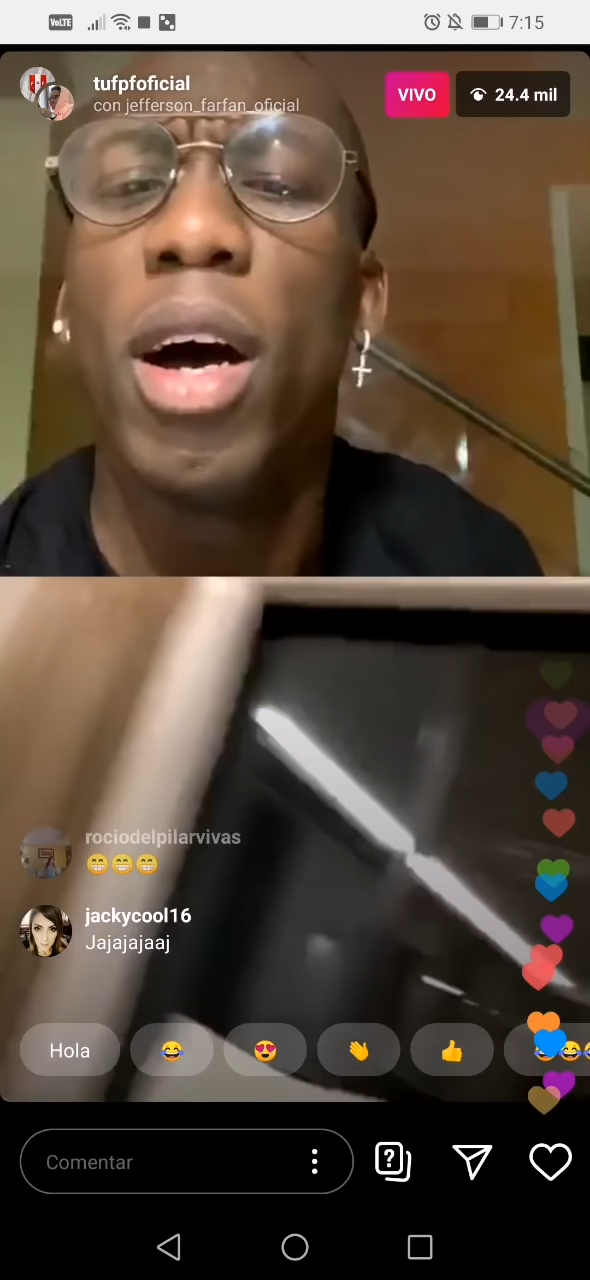 VoLTE
7:15
tufpfoficial
con jefferson_farfan_oficial
VIVO
24.4 mil
rociodelpilarvivas
😁😁😁
jackycool16
Jajajajaaj
Hola
😂
😍
👏
👍
Comentar